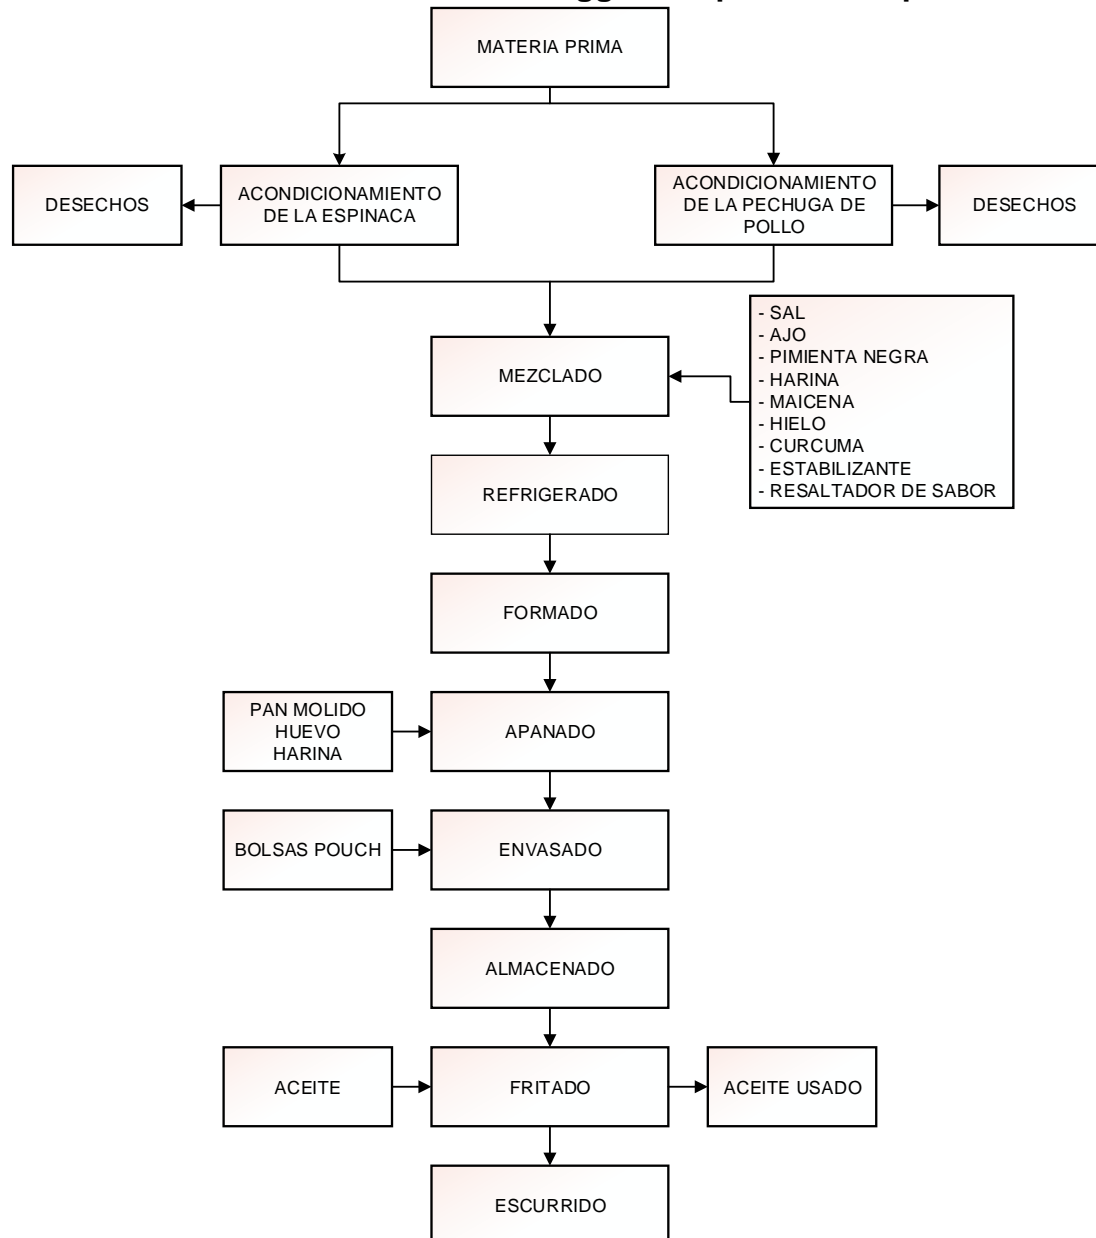 MATERIA PRIMA
DESECHOS
ACONDICIONAMIENTO
DE LA ESPINACA
ACONDICIONAMIENTO
DE LA PECHUGA DE
POLLO
DESECHOS
- SAL
- AJO
- PIMIENTA NEGRA
- HARINA
- MAICENA
- HIELO
- CURCUMA
- ESTABILIZANTE
- RESALTADOR DE SABOR
MEZCLADO
REFRIGERADO
FORMADO
PAN MOLIDO
HUEVO
HARINA
APANADO
BOLSAS POUCH
ENVASADO
ALMACENADO
ACEITE
FRITADO
ACEITE USADO
ESCURRIDO